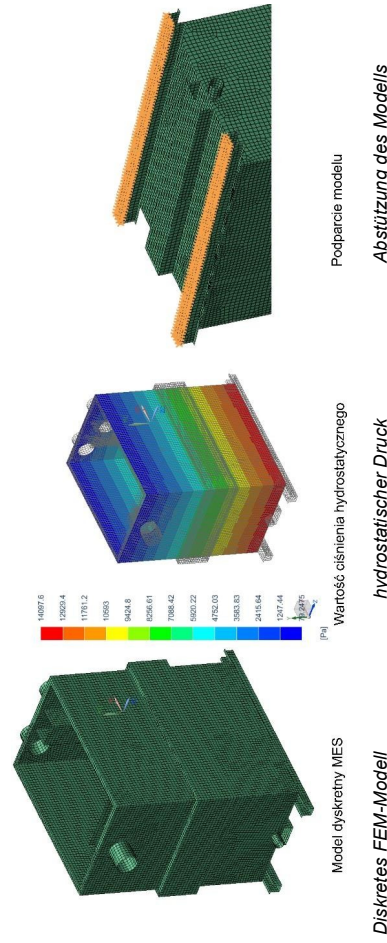 Model dyskretny MES
Diskretes FEM-Modell
14097.6
12929.4
11761.2
10593
9424.8
8256.61
7088.42
5920.22
4752.03
3583.83
2415.64
1247.44
79.2475
[Pa]
Wartość ciśnienia hydrostatycznego
hydrostatischer Druck
Podparcie modelu
Abstützung des Modells